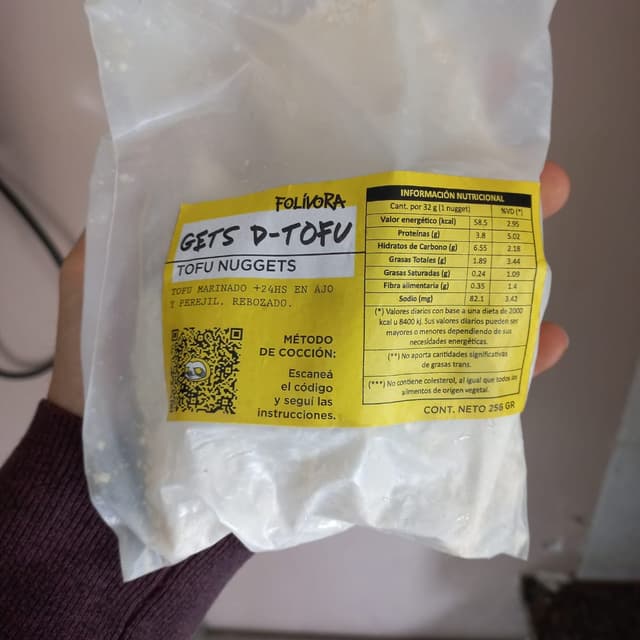 FOLÍVORA
GETS D-TOFU
TOFU NUGGETS
TOFU MARINADO +24HS EN AJO
Y PEREJIL. REBOZADO.
MÉTODO
DE COCCIÓN:
Escaneá
el código
y seguí las
instrucciones.
INFORMACIÓN NUTRICIONAL
Cant. por 32 g (1 nugget) %VD (*)
Valor energético (kcal) 58.5 2.95
Proteínas (g) 3.8 5.02
Hidratos de Carbono (g) 6.55 2.18
Grasas Totales (g) 1.89 3.44
Grasas Saturadas (g) 0.24 1.09
Fibra alimentaria (g) 0.35 1.4
Sodio (mg) 82.1 3.42
(*) Valores diarios con base a una dieta de 2000
kcal u 8400 kJ. Sus valores diarios pueden ser
mayores o menores dependiendo de sus
necesidades energéticas.
(**) No aporta cantidades significativas
de grasas trans.
(***) No contiene colesterol, al igual que todos los
alimentos de origen vegetal.
CONT. NETO 256 GR